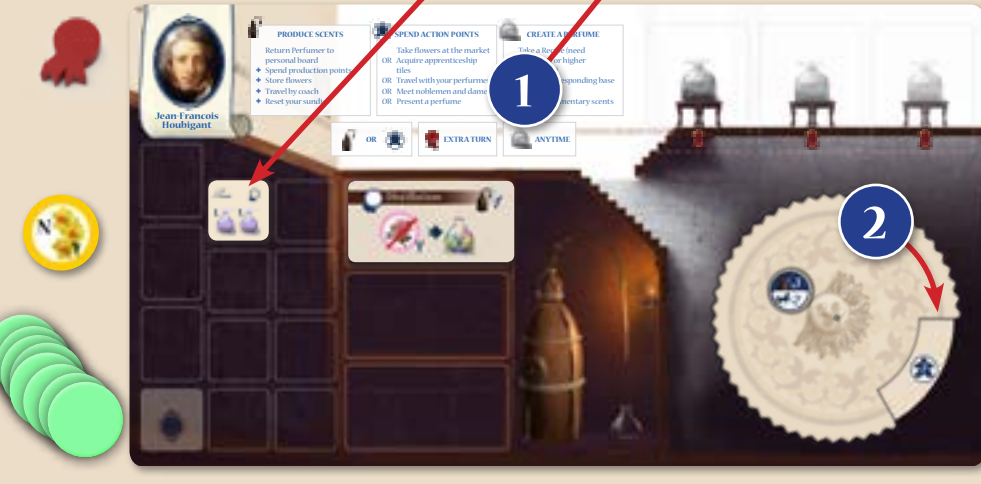 PRODUCE SCENTS
Return Perfumer to
personal board
+ Spend production points
+ Store flowers
+ Travel by coach
+ Reset your
SPEND ACTION POINTS
Take flowers at the market
OR Acquire apprenticeship
tiles
OR Travel with your perfumer
OR Meet noblemen and dame
OR Present a perfume
CREATE A PERFUME
Take a Recipe (need
or higher
base
scents
Jean-François
Houbigant
OR
EXTRA TURN
ANYTIME
1
2
N
1 1